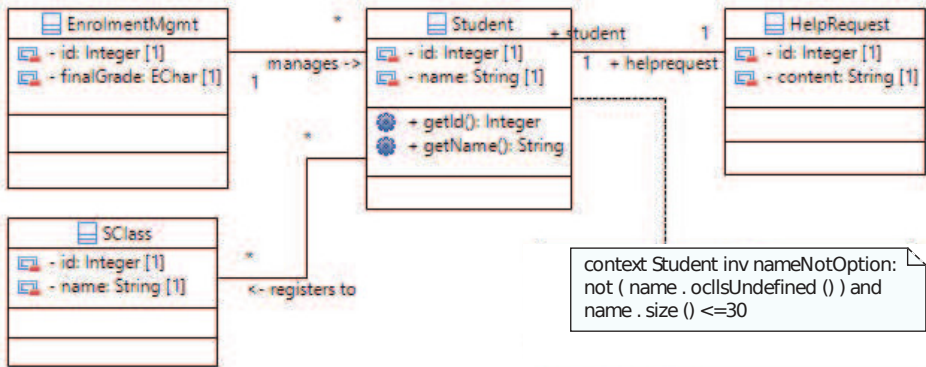 EnrolmentMgmt
- id: Integer [1]
- finalGrade: EChar [1]
*
manages ->
1
Student
- id: Integer [1]
- name: String [1]
+ getId(): Integer
+ getName(): String
+ student
1
1
+ helprequest
HelpRequest
- id: Integer [1]
- content: String [1]
*
SClass
- id: Integer [1]
- name: String [1]
*
<- registers to
context Student inv nameNotOption:
not ( name . oclIsUndefined () ) and
name . size () <=30